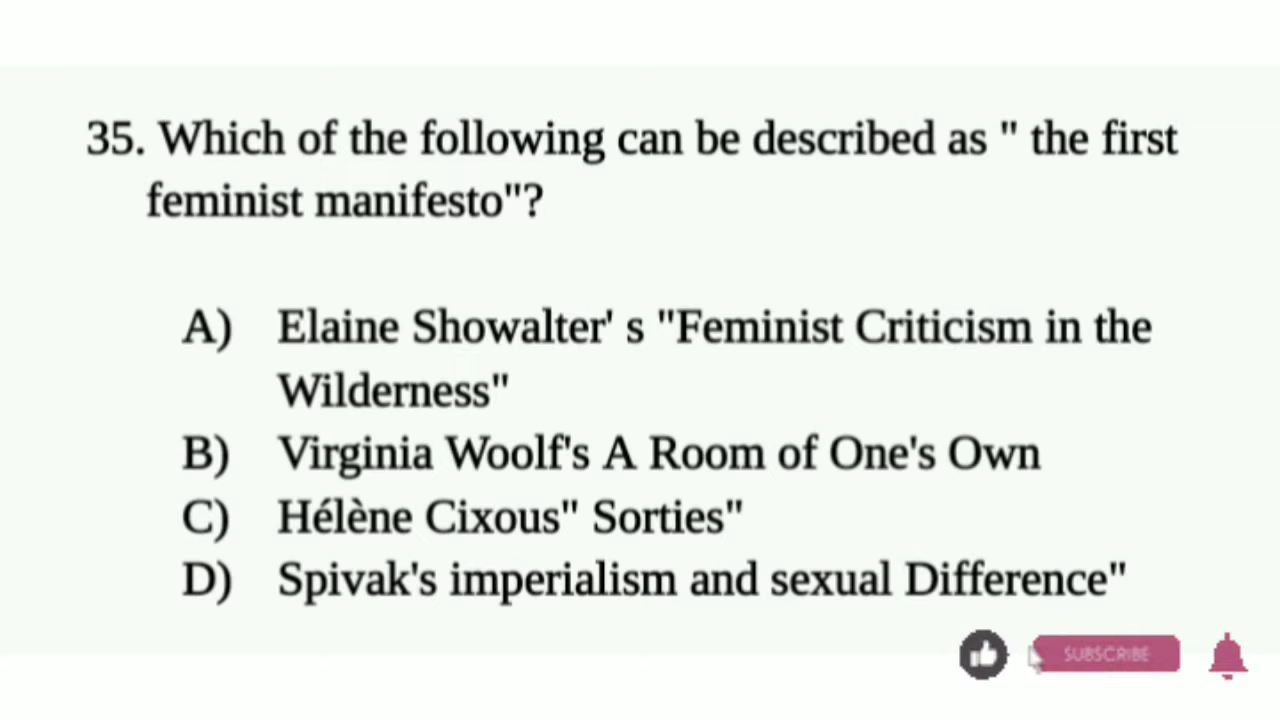 35. Which of the following can be described as " the first
feminist manifesto"?
A) Elaine Showalter' s "Feminist Criticism in the
Wilderness"
B) Virginia Woolf's A Room of One's Own
C) Hélène Cixous" Sorties"
D) Spivak's imperialism and sexual Difference"
SUBSCRIBE